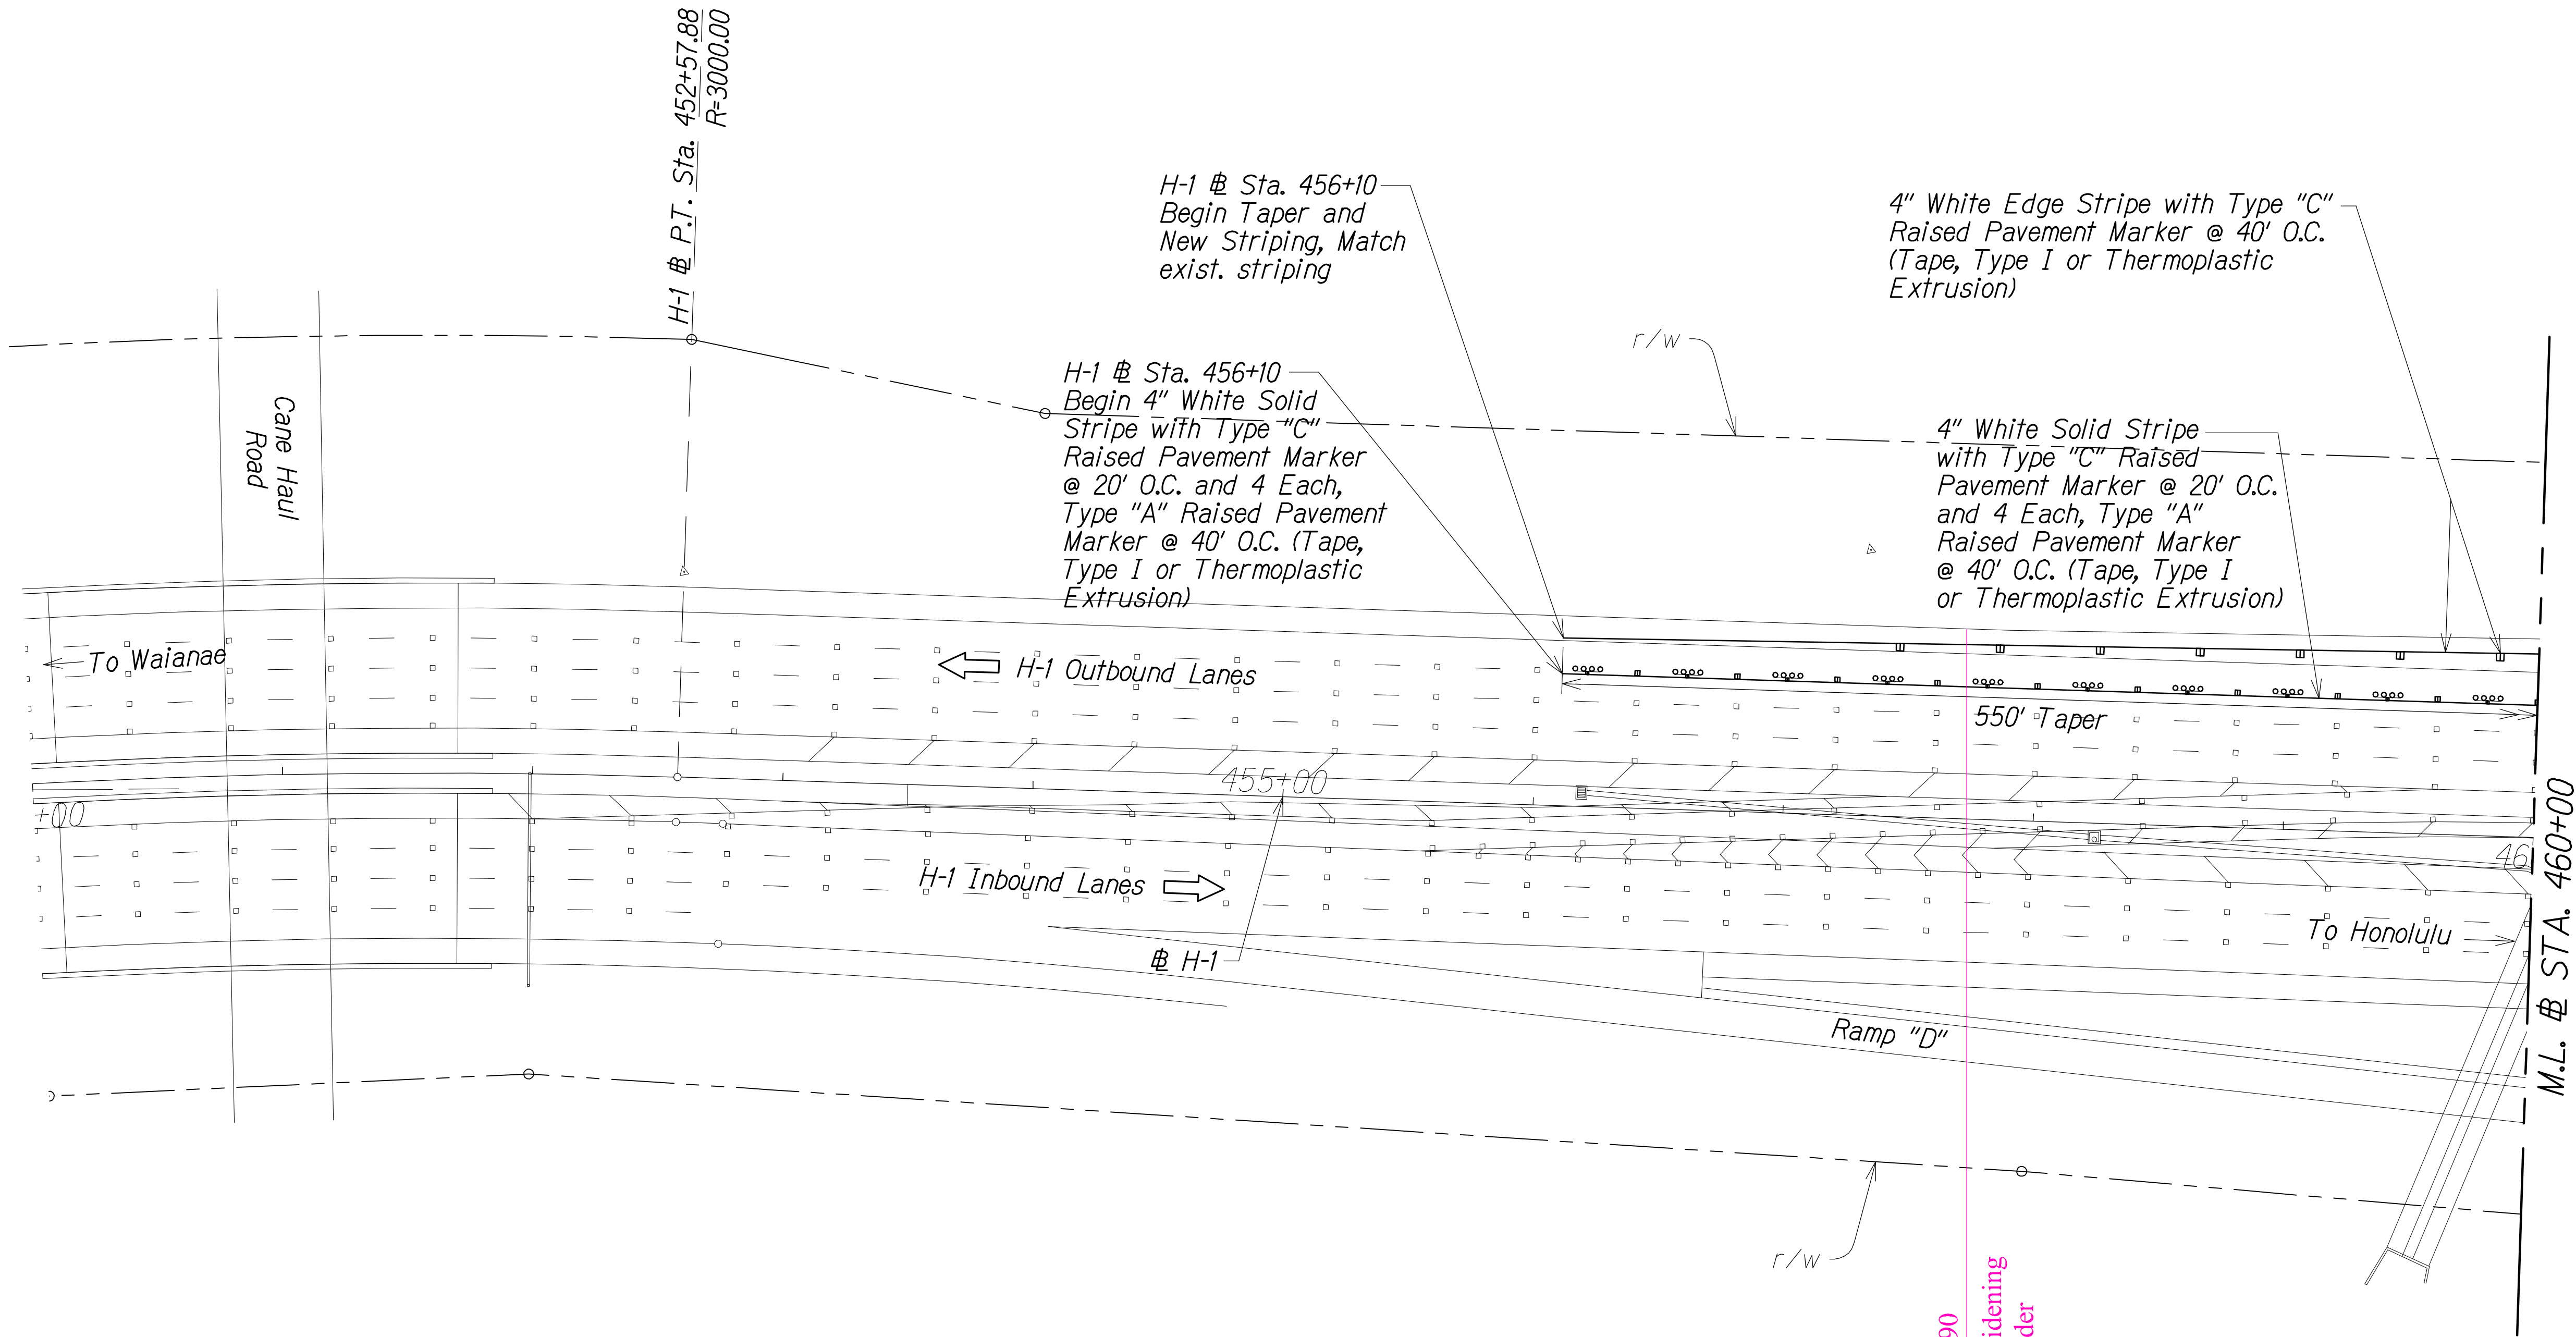 H-1 ⅊ P.T. Sta. 452+57.88
R=3000.00
H-1 ⅊ Sta. 456+10
Begin Taper and
New Striping, Match
exist. striping
4" White Edge Stripe with Type "C"
Raised Pavement Marker @ 40' O.C.
(Tape, Type I or Thermoplastic
Extrusion)
r/w
H-1 ⅊ Sta. 456+10
Begin 4" White Solid
Stripe with Type "C"
Raised Pavement Marker
@ 20' O.C. and 4 Each,
Type "A" Raised Pavement
Marker @ 40' O.C. (Tape,
Type I or Thermoplastic
Extrusion)
4" White Solid Stripe
with Type "C" Raised
Pavement Marker @ 20' O.C.
and 4 Each, Type "A"
Raised Pavement Marker
@ 40' O.C. (Tape, Type I
or Thermoplastic Extrusion)
Cane Haul
Road
To Waianae
H-1 Outbound Lanes
550' Taper
455+00
+00
46
H-1 Inbound Lanes
To Honolulu
⅊ H-1
Ramp "D"
r/w
M.L. ⅊ STA. 460+00
90
idening
der